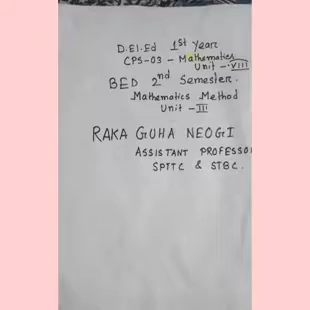 D.El.Ed 1st Year
CPS-03 - Mathematics
Unit - VIII
BED 2nd Semester.
Mathematics Method
Unit - III
RAKA GUHA NEOGI
ASSISTANT PROFESSO
SPTTC & STBC.